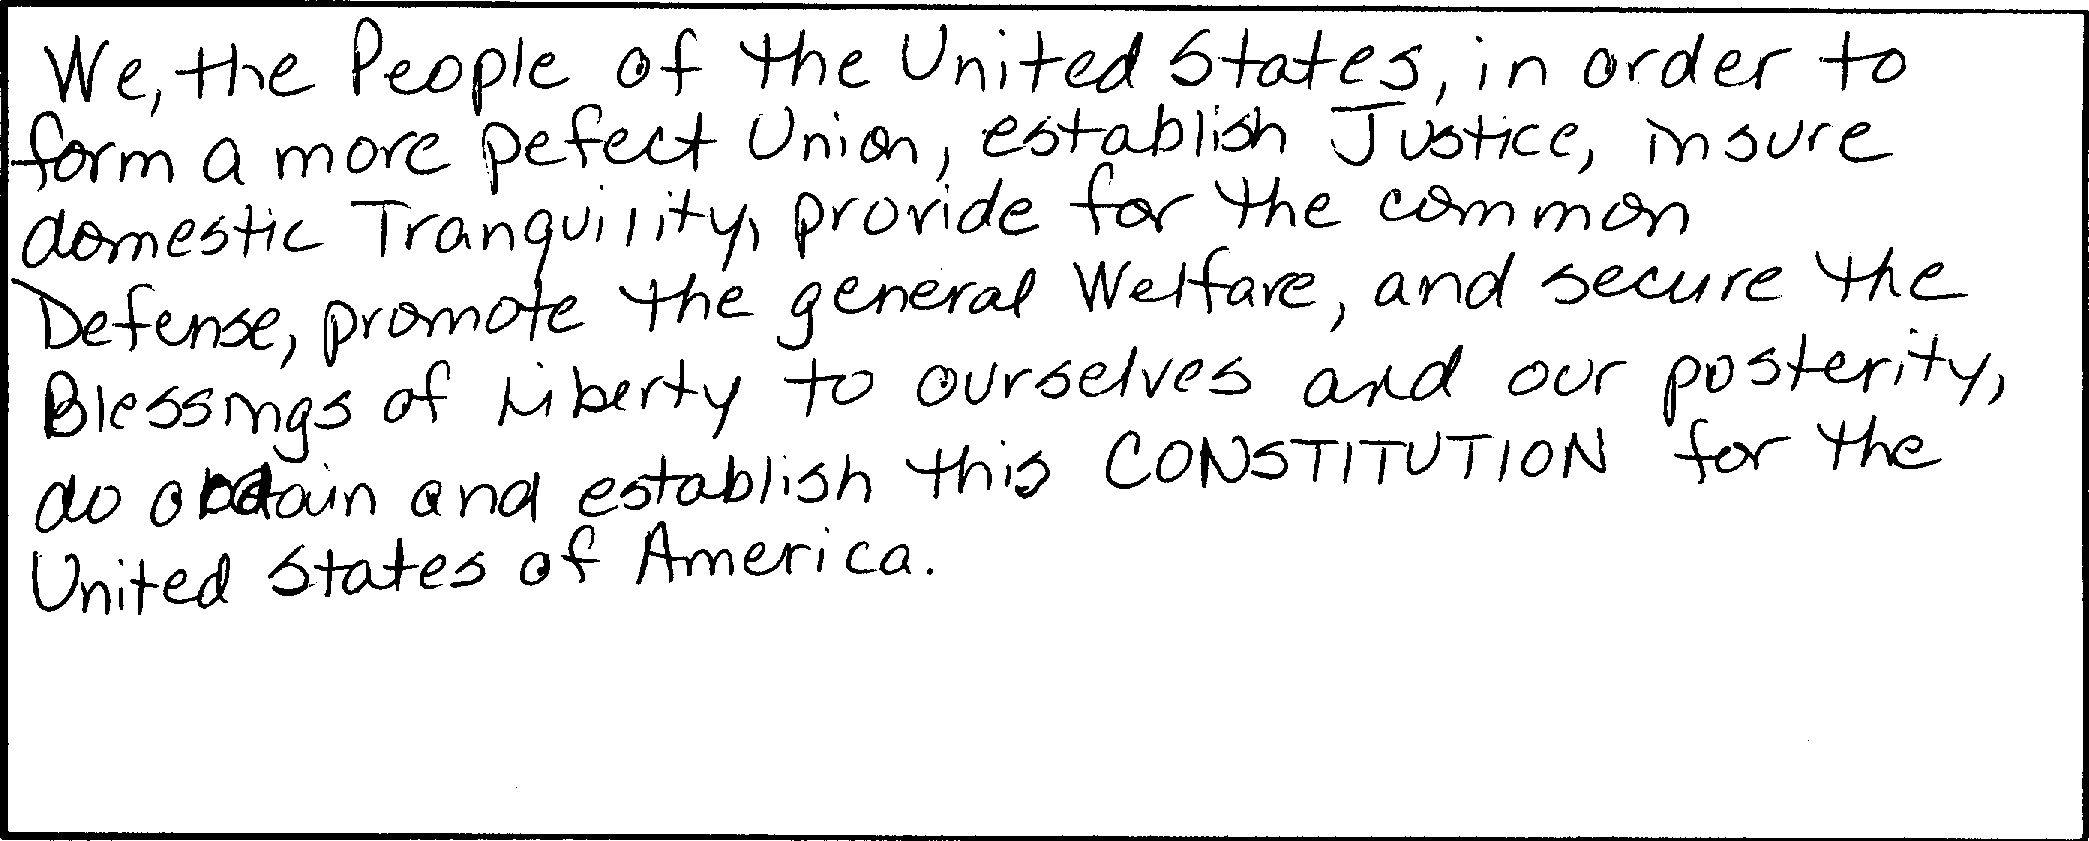 We, the People of the United States, in order to
form a more pefect Union, establish Justice, insure
domestic Tranquility, provide for the common
Defense, promote the general Welfare, and secure the
Blessings of Liberty to ourselves and our posterity,
do and establish this CONSTITUTION for the
United States of America.